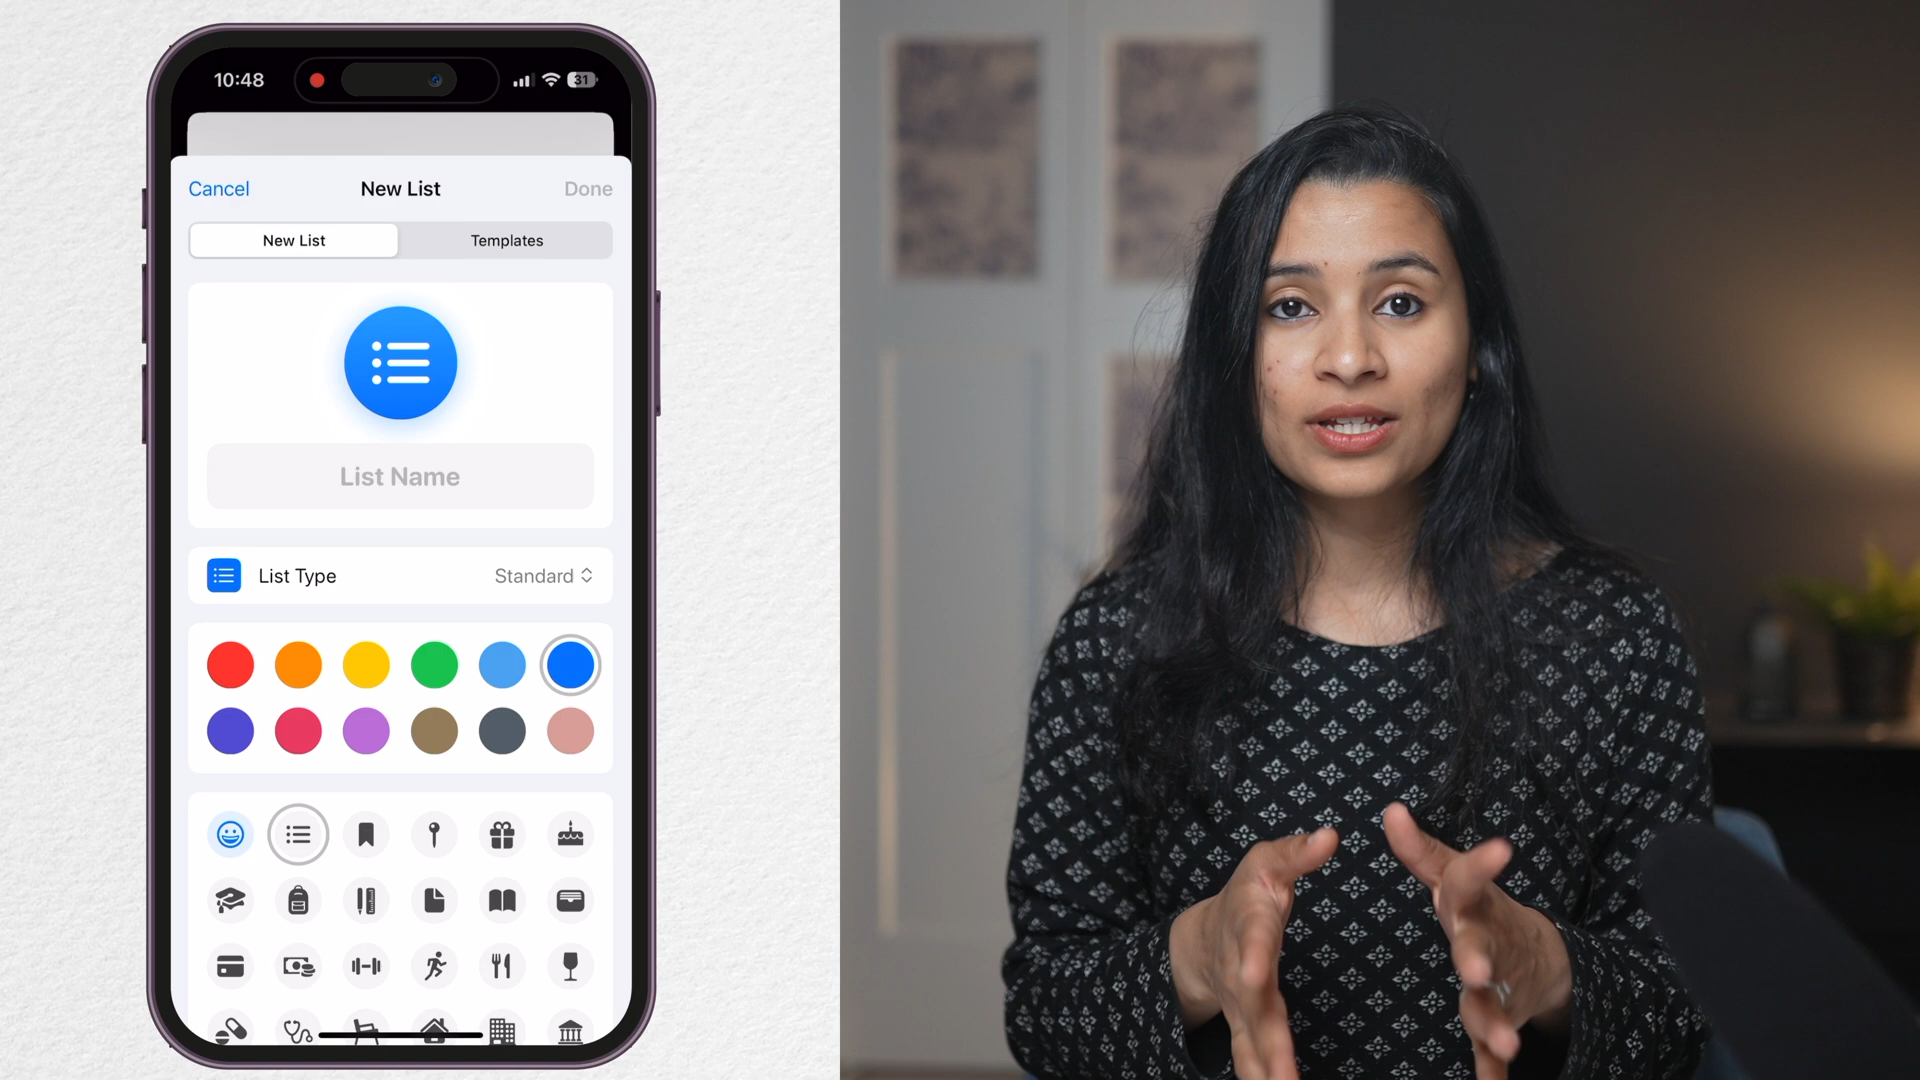 10:48
31
Cancel
New List
Done
New List
Templates
List Name
List Type
Standard